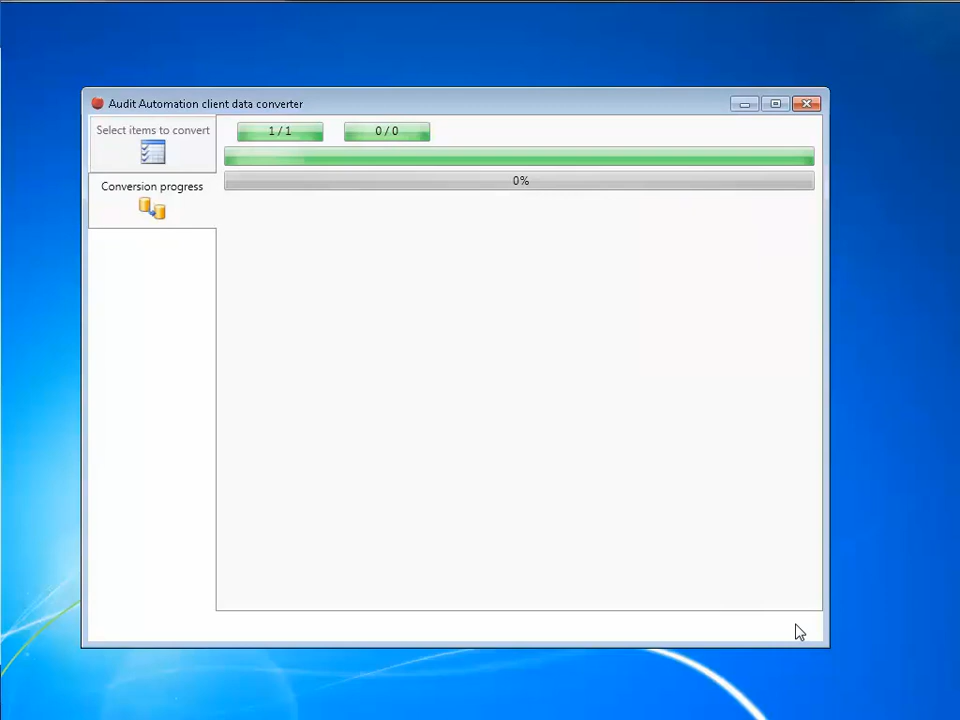 Audit Automation client data converter
Select items to convert
1 / 1
0 / 0
0%
Conversion progress